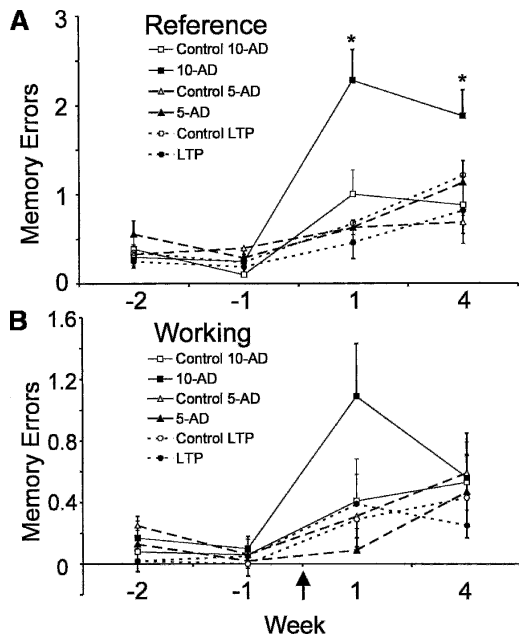 A
Reference
Control 10-AD
10-AD
Control 5-AD
5-AD
Control LTP
LTP
* *
3
2
1
0
Memory Errors
-2 -1 1 4
B
Working
Control 10-AD
10-AD
Control 5-AD
5-AD
Control LTP
LTP
1.6
1.2
0.4
0
Memory Errors
-2 -1 1 4
Week